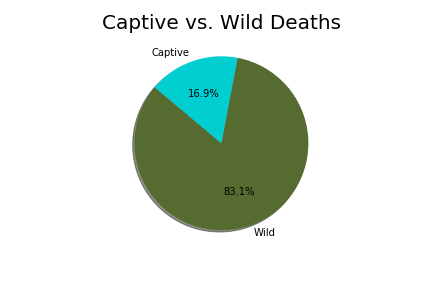 Captive vs. Wild Deaths
Captive
16.9%
83.1%
Wild